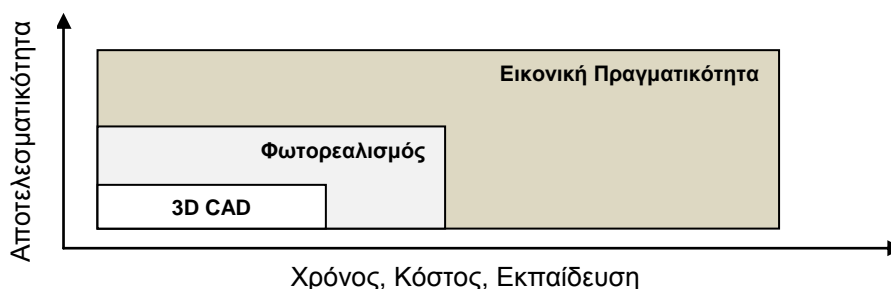 Αποτελεσματικότητα
Εικονική Πραγματικότητα
Φωτορεαλισμός
3D CAD
Χρόνος, Κόστος, Εκπαίδευση